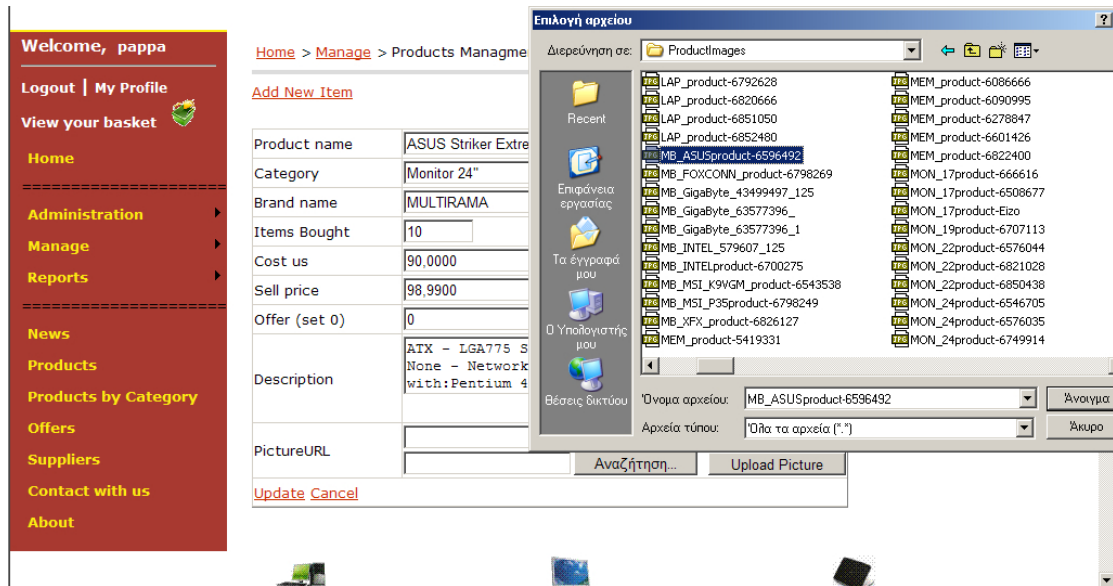 Welcome, pappa
Logout | My Profile
View your basket
Home
======================
Administration
Manage
Reports
======================
News
Products
Products by Category
Offers
Suppliers
Contact with us
About
Home > Manage > Products Managme
Add New Item
Product name ASUS Striker Extre
Category Monitor 24"
Brand name MULTIRAMA
Items Bought 10
Cost us 90,0000
Sell price 98,9900
Offer (set 0) 0
Description
ATX - LGA775 S
None - Network
with:Pentium 4
PictureURL
Αναζήτηση... Upload Picture
Update Cancel
Επιλογή αρχείου ?
Διερεύνηση σε: ProductImages
Recent
Επιφάνεια
εργασίας
Τα έγγραφά
μου
Ο Υπολογιστής
μου
Θέσεις δικτύου
LAP_product-6792628
LAP_product-6820666
LAP_product-6851050
LAP_product-6852480
MB_ASUSproduct-6596492
MB_FOXCONN_product-6798269
MB_GigaByte_43499497_125
MB_GigaByte_63577396_
MB_GigaByte_63577396_1
MB_INTEL_579607_125
MB_INTELproduct-6700275
MB_MSI_K9VGM_product-6543538
MB_MSI_P35product-6798249
MB_XFX_product-6826127
MEM_product-5419331
MEM_product-6086666
MEM_product-6090995
MEM_product-6278847
MEM_product-6601426
MEM_product-6822400
MON_17product-666616
MON_17product-6508677
MON_17product-Eizo
MON_19product-6707113
MON_22product-6576044
MON_22product-6821028
MON_22product-6850438
MON_24product-6546705
MON_24product-6576035
MON_24product-6749914
Όνομα αρχείου: MB_ASUSproduct-6596492 Άνοιγμα
Αρχεία τύπου: Όλα τα αρχεία (*.*) Άκυρο